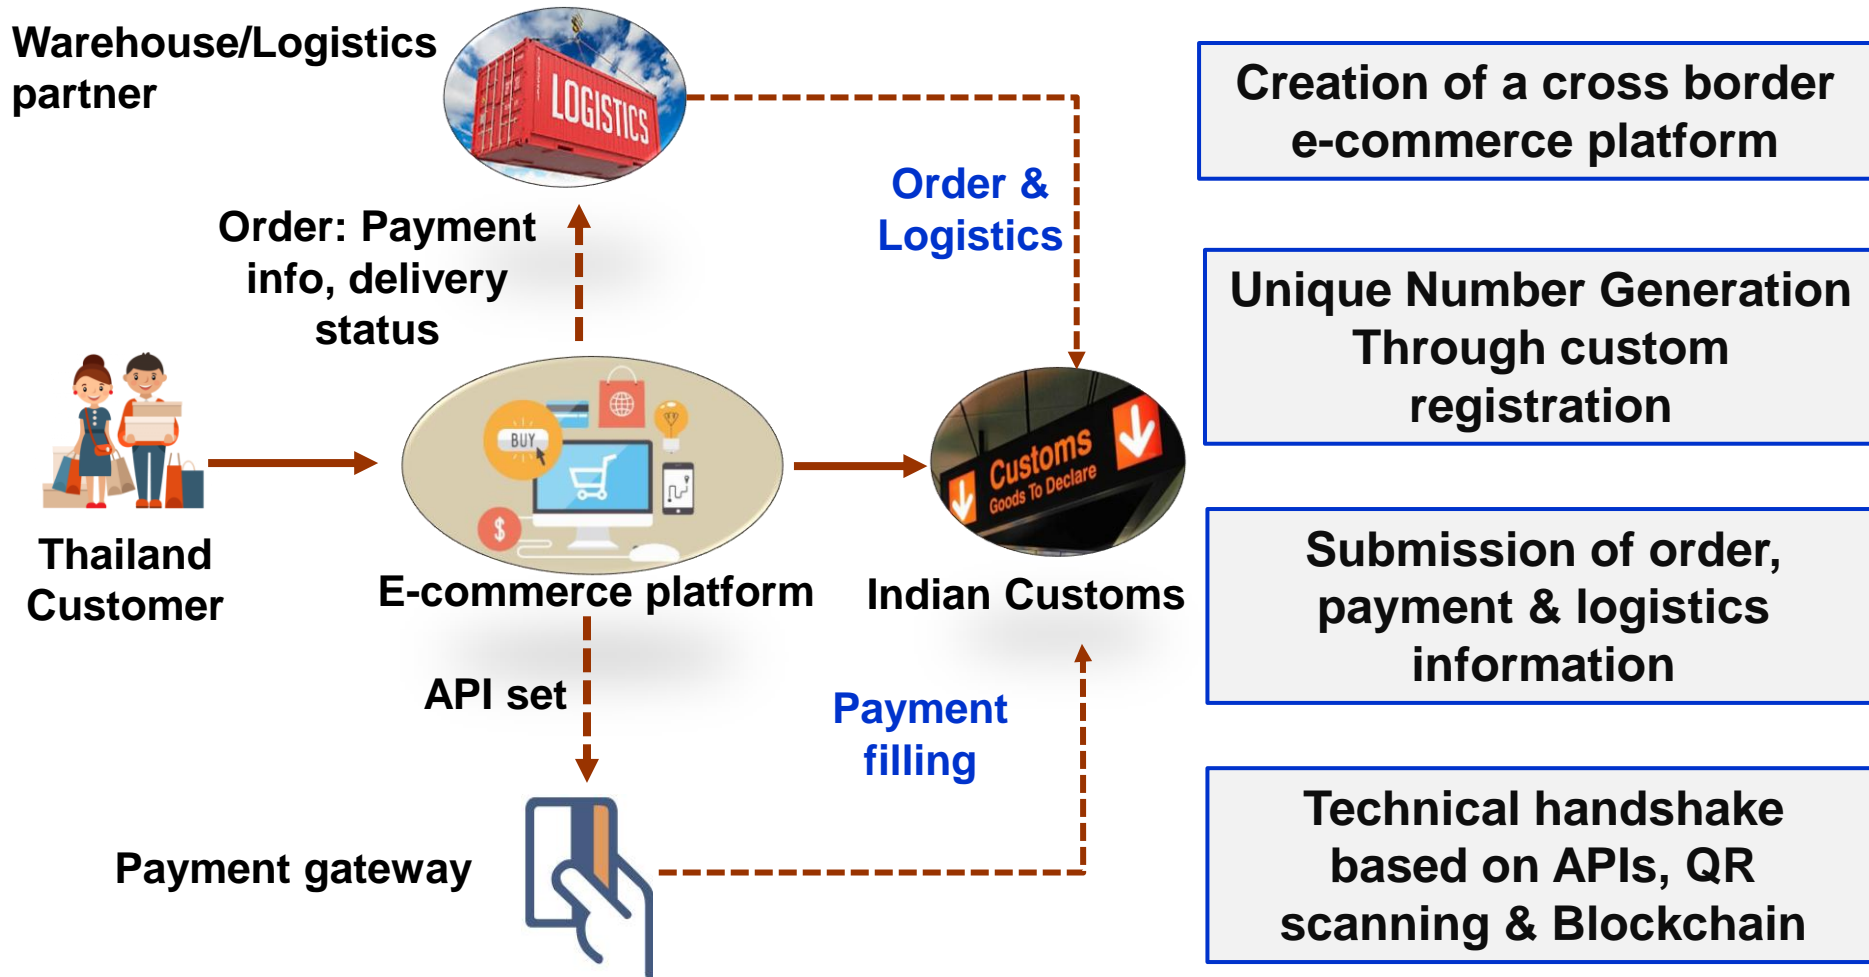 Warehouse/Logistics
partner
LOGISTICS
Order: Payment
info, delivery
status
Order &
Logistics
Thailand
Customer
BUY
$
E-commerce platform
Customs
Goods To Declare
Indian Customs
API set
Payment
filling
Payment gateway
Creation of a cross border
e-commerce platform
Unique Number Generation
Through custom
registration
Submission of order,
payment & logistics
information
Technical handshake
based on APIs, QR
scanning & Blockchain